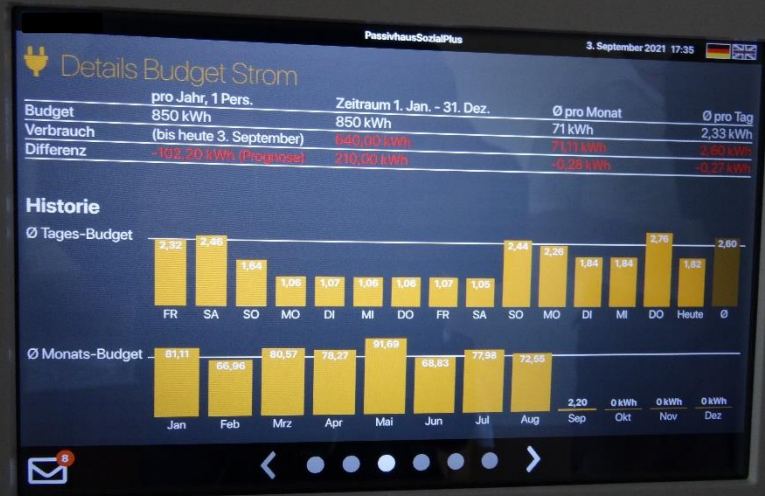 PassivhausSozialPlus
3. September 2021 17:35
Details Budget Strom
pro Jahr, 1 Pers. Zeitraum 1. Jan. - 31. Dez. Ø pro Monat Ø pro Tag
Budget 850 kWh 850 kWh 71 kWh 2,33 kWh
Verbrauch (bis heute 3. September) 640,00 kWh 71,11 kWh 2,60 kWh
Differenz -102,20 kWh (Prognose) 210,00 kWh -0,28 kWh -0,27 kWh
Historie
Ø Tages-Budget
2,32 2,46 1,64 1,06 1,07 1,06 1,06 1,07 1,05 2,44 2,26 1,84 1,84 2,76 1,82 2,60
FR SA SO MO DI MI DO FR SA SO MO DI MI DO Heute Ø
Ø Monats-Budget
81,11 66,96 80,57 78,27 91,69 68,83 77,98 72,55 2,20 0 kWh 0 kWh 0 kWh
Jan Feb Mrz Apr Mai Jun Jul Aug Sep Okt Nov Dez
8